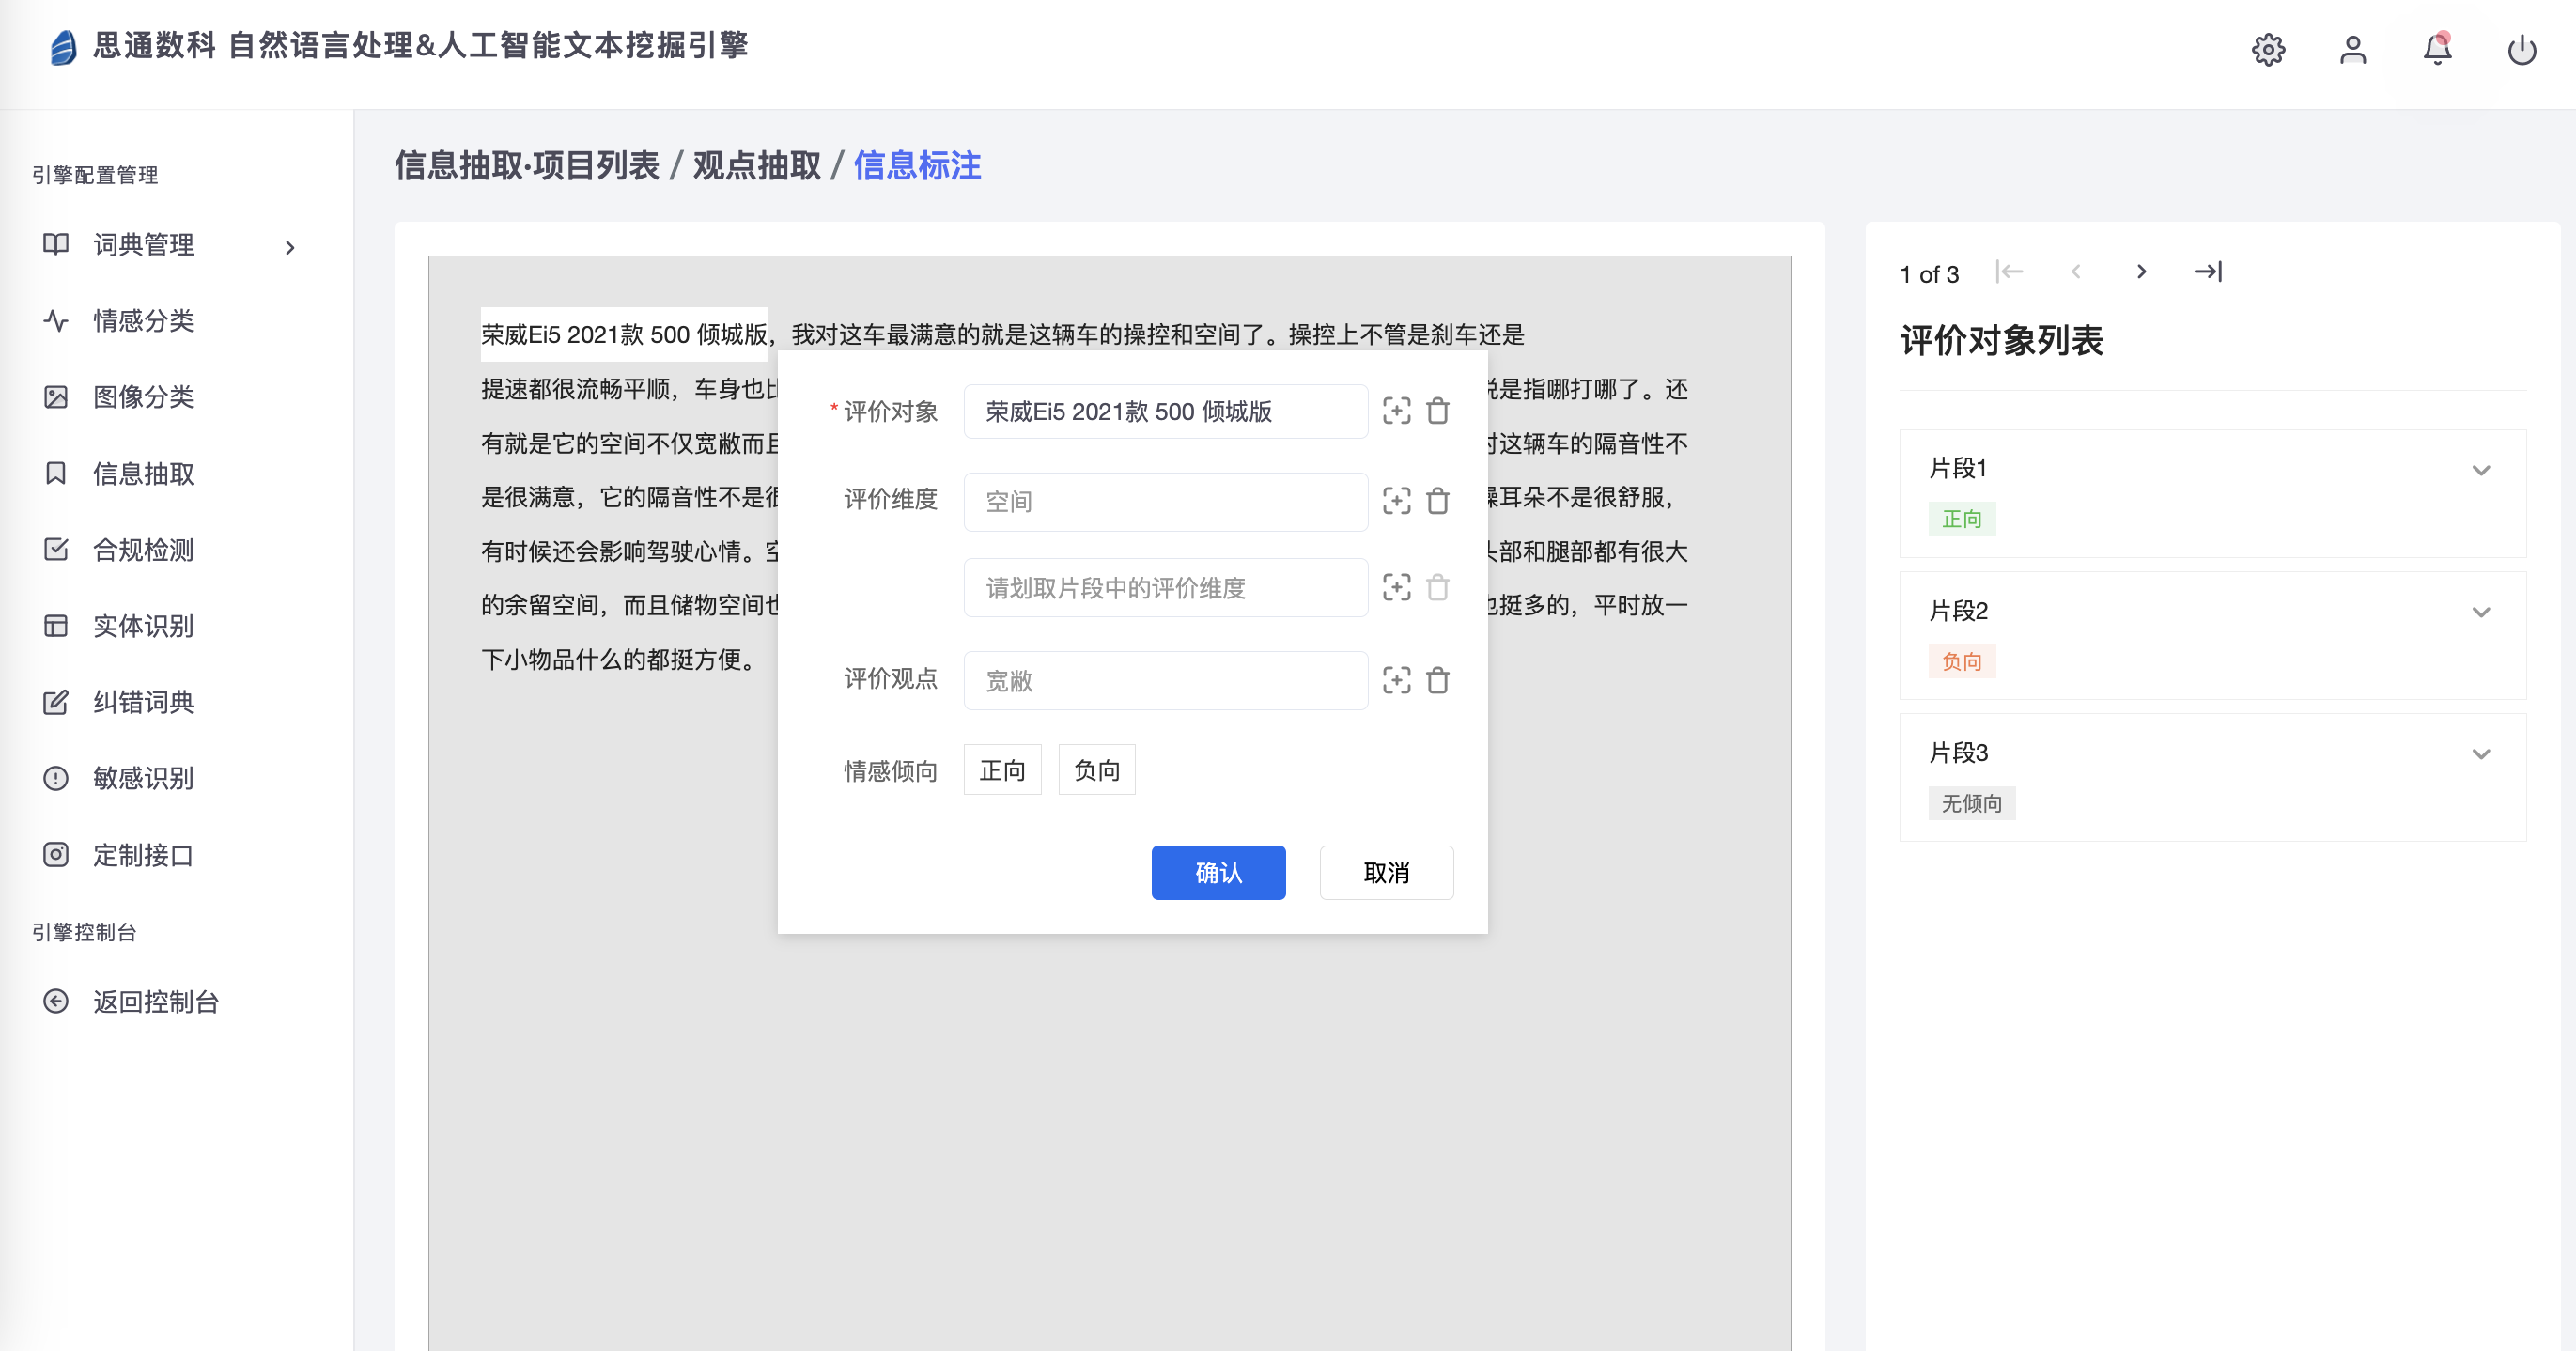 思通数科 自然语言处理&人工智能文本挖掘引擎
引擎配置管理
词典管理
情感分类
图像分类
信息抽取
合规检测
实体识别
纠错词典
敏感识别
定制接口
引擎控制台
返回控制台
信息抽取·项目列表 / 观点抽取 / 信息标注
荣威Ei5 2021款 500 倾城版，我对这车最满意的就是这辆车的操控和空间了。操控上不管是刹车还是
提速都很流畅平顺，车身也比 是指哪打哪了。还
有就是它的空间不仅宽敞而且 这辆车的隔音性不
是很满意，它的隔音性不是很 耳朵不是很舒服，
有时候还会影响驾驶心情。空 部和腿部都有很大
的余留空间，而且储物空间也 也挺多的，平时放一
下小物品什么的都挺方便。
* 评价对象 荣威Ei5 2021款 500 倾城版
评价维度 空间
请划取片段中的评价维度
评价观点 宽敞
情感倾向 正向 负向
确认 取消
1 of 3
评价对象列表
片段1
正向
片段2
负向
片段3
无倾向